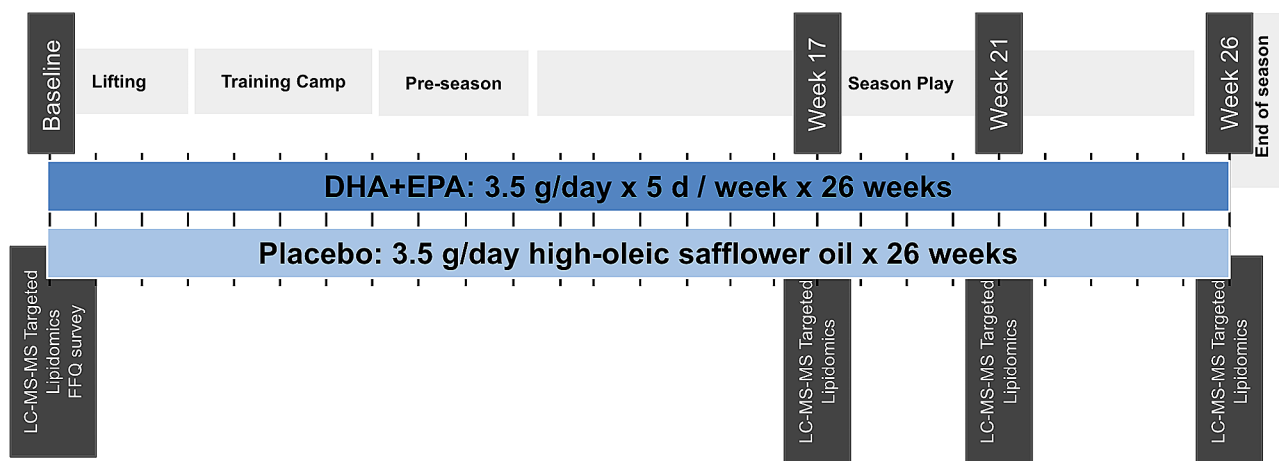 Baseline
Lifting
Training Camp
Pre-season
Week 17
Season Play
Week 21
Week 26
End of season
DHA+EPA: 3.5 g/day x 5 d / week x 26 weeks
Placebo: 3.5 g/day high-oleic safflower oil x 26 weeks
LC-MS-MS Targeted
Lipidomics
FFQ survey
LC-MS-MS Targeted
Lipidomics
LC-MS-MS Targeted
Lipidomics
LC-MS-MS Targeted
Lipidomics